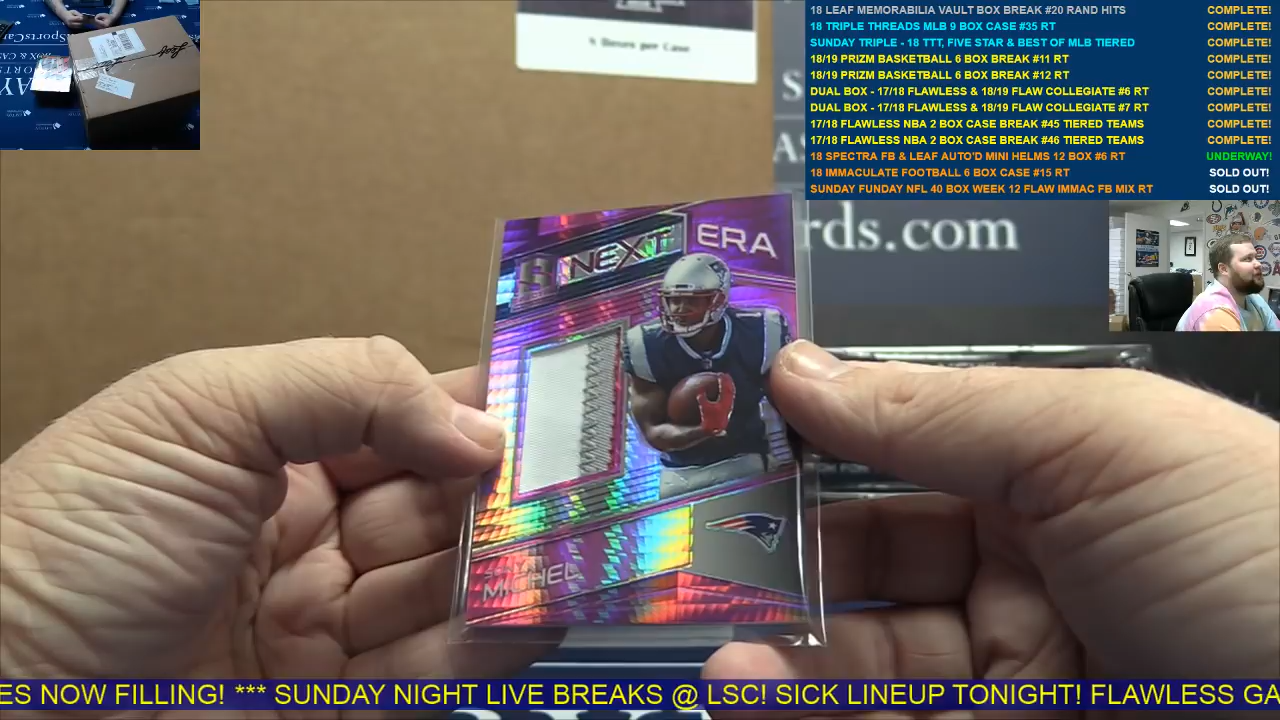 18 LEAF MEMORABILIA VAULT BOX BREAK #20 RAND HITS COMPLETE!
18 TRIPLE THREADS MLB 9 BOX CASE #35 RT COMPLETE!
SUNDAY TRIPLE - 18 TTT, FIVE STAR & BEST OF MLB TIERED COMPLETE!
18/19 PRIZM BASKETBALL 6 BOX BREAK #11 RT COMPLETE!
18/19 PRIZM BASKETBALL 6 BOX BREAK #12 RT COMPLETE!
DUAL BOX - 17/18 FLAWLESS & 18/19 FLAW COLLEGIATE #6 RT COMPLETE!
DUAL BOX - 17/18 FLAWLESS & 18/19 FLAW COLLEGIATE #7 RT COMPLETE!
17/18 FLAWLESS NBA 2 BOX CASE BREAK #45 TIERED TEAMS COMPLETE!
17/18 FLAWLESS NBA 2 BOX CASE BREAK #46 TIERED TEAMS COMPLETE!
18 SPECTRA FB & LEAF AUTO'D MINI HELMS 12 BOX #6 RT UNDERWAY!
18 IMMACULATE FOOTBALL 6 BOX CASE #15 RT SOLD OUT!
SUNDAY FUNDAY NFL 40 BOX WEEK 12 FLAW IMMAC FB MIX RT SOLD OUT!
Leaf
Boxes per Case
rds.com
NEXT ERA
MICHEL
ES NOW FILLING! *** SUNDAY NIGHT LIVE BREAKS @ LSC! SICK LINEUP TONIGHT! FLAWLESS GA